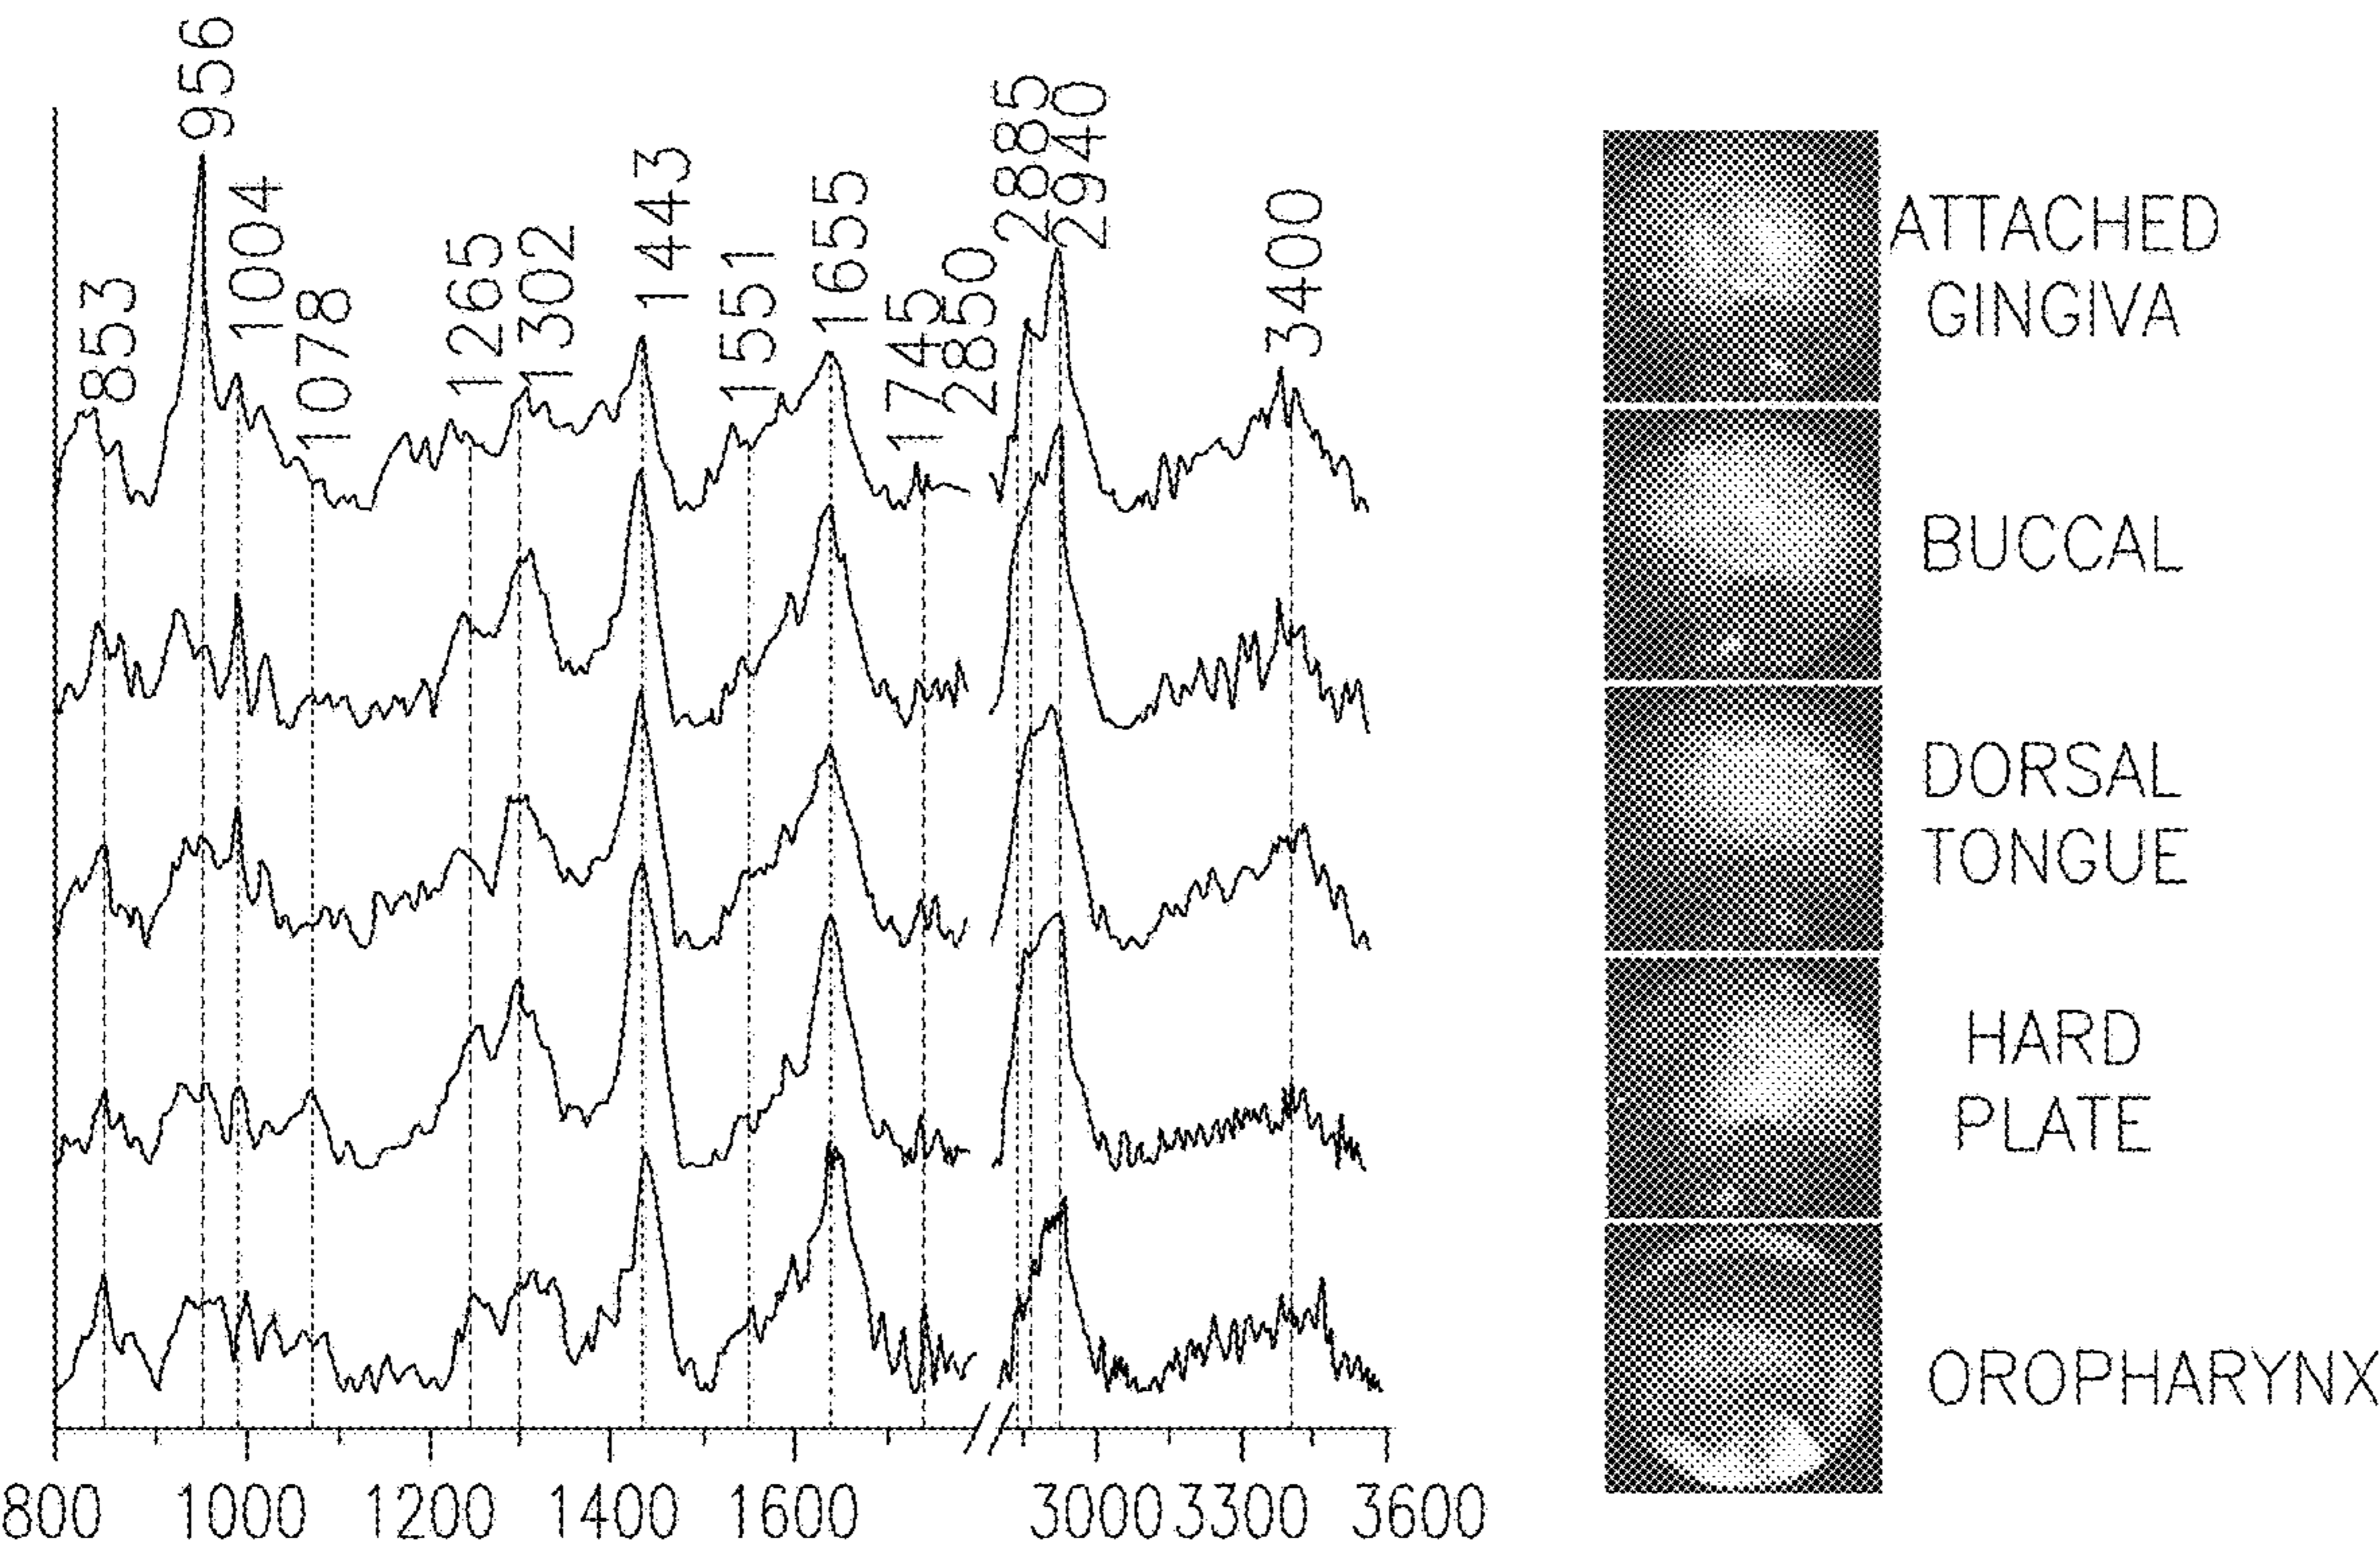 956
853
1004
1078
1265
1302
1443
1551
1655
1745
2850
2885
2940
3400
ATTACHED
GINGIVA
BUCCAL
DORSAL
TONGUE
HARD
PLATE
OROPHARYNX
800 1000 1200 1400 1600 3000 3300 3600